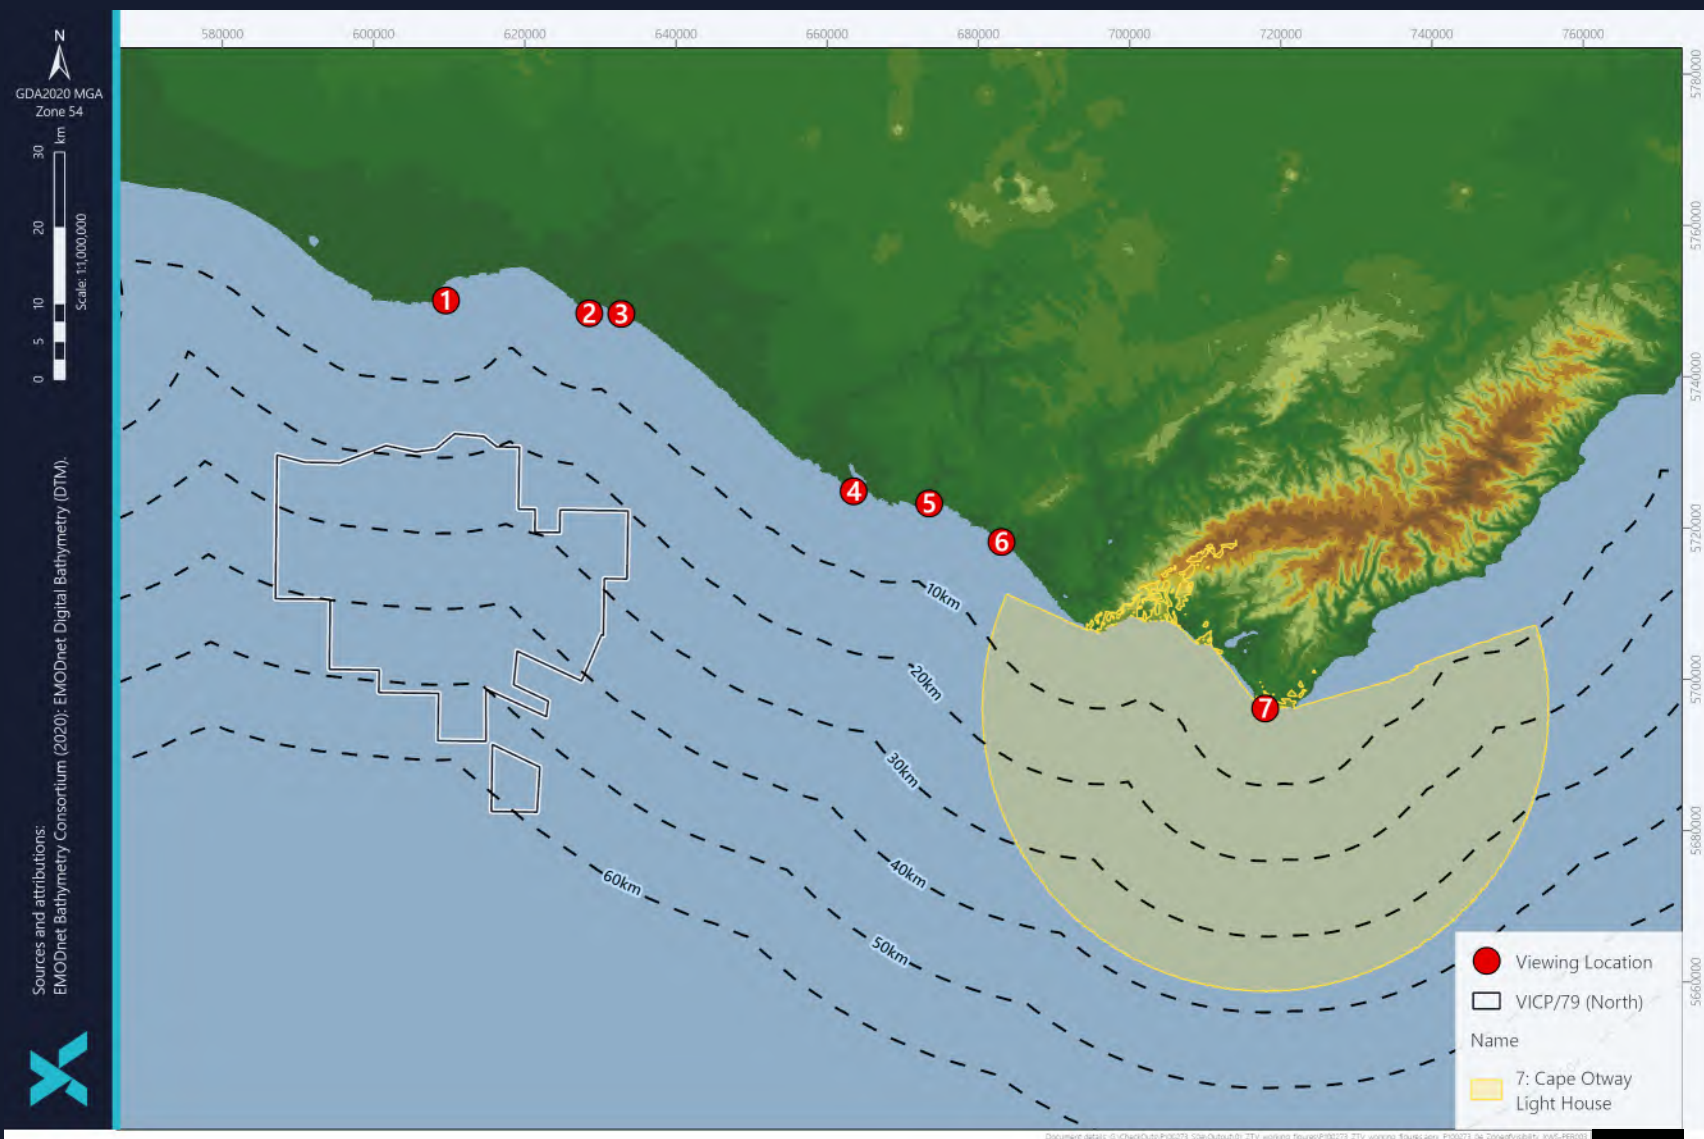 580000 600000 620000 640000 660000 680000 700000 720000 740000 760000
N
GDA2020 MGA
Zone 54
km
30
20
10
5
0
Scale: 1:1,000,000
Sources and attributions:
EMODnet Bathymetry Consortium (2020): EMODnet Digital Bathymetry (DTM).
5780000
5760000
5740000
5720000
5700000
5680000
5660000
1
2
3
4
5
6
7
10km
20km
30km
40km
50km
60km
Viewing Location
VICP/79 (North)
Name
7: Cape Otway
Light House